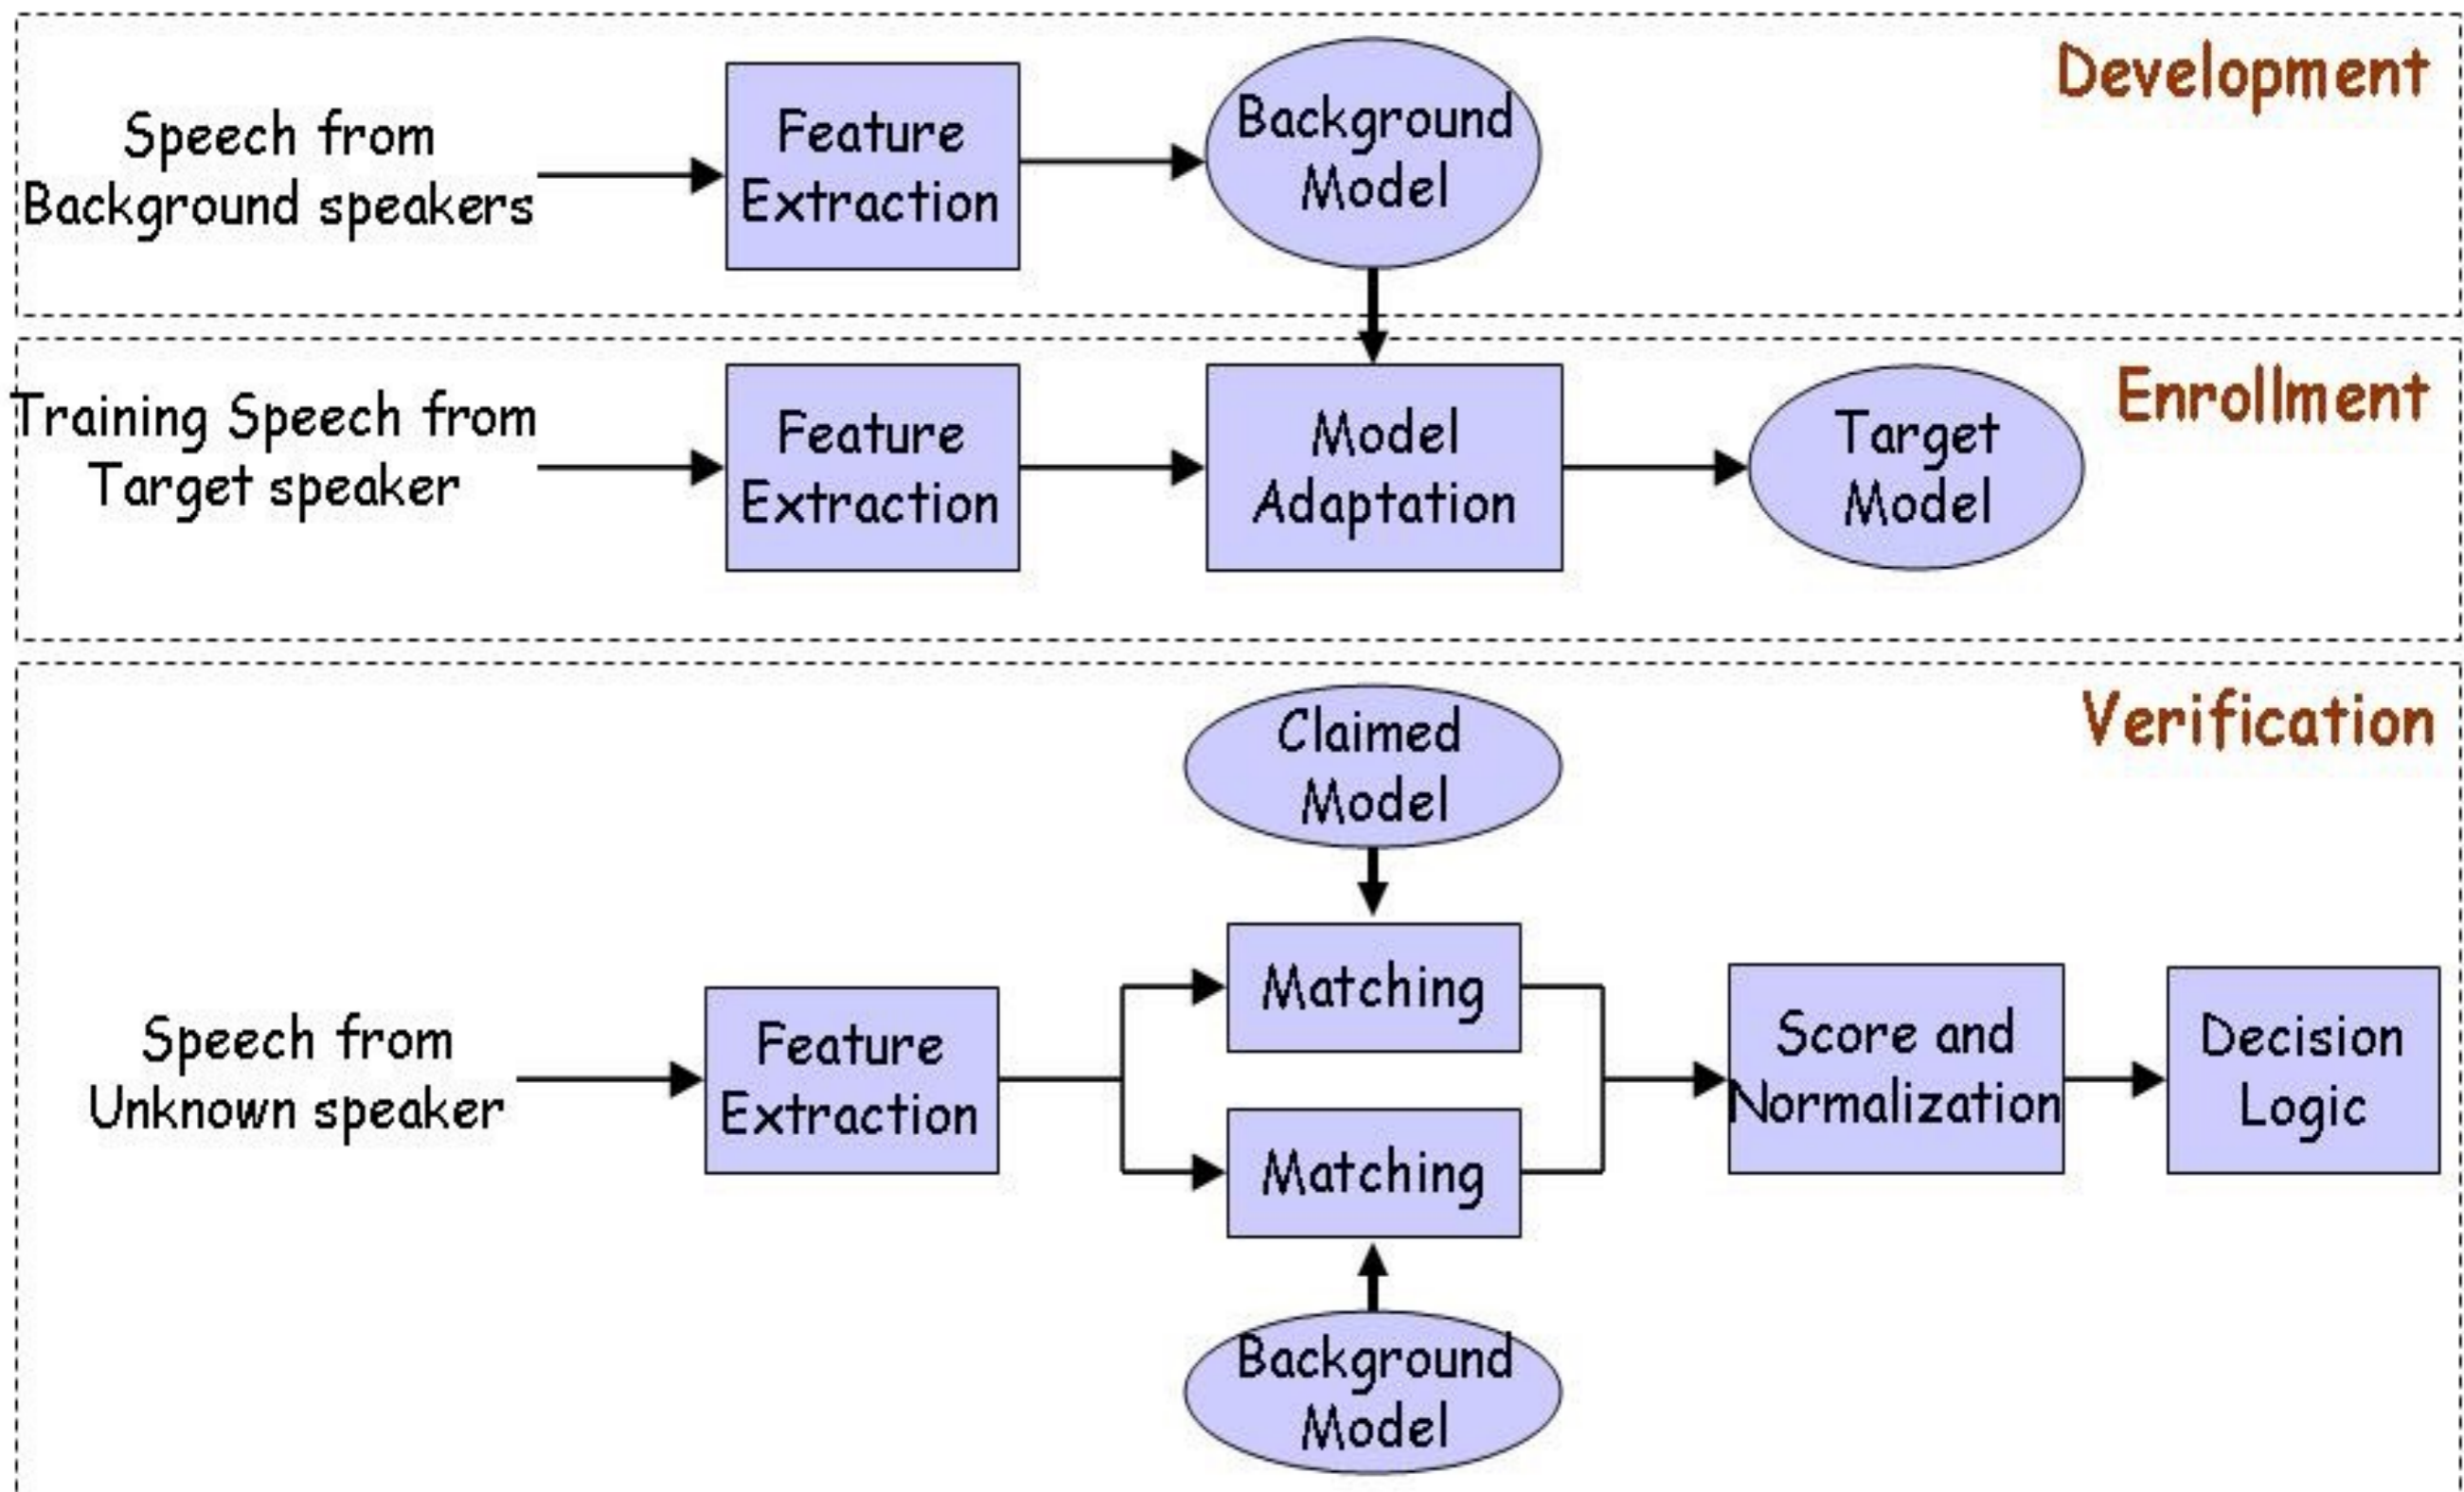 Development
Speech from
Background speakers
Feature
Extraction
Background
Model
Enrollment
Training Speech from
Target speaker
Feature
Extraction
Model
Adaptation
Target
Model
Verification
Claimed
Model
Speech from
Unknown speaker
Feature
Extraction
Matching
Matching
Score and
Normalization
Decision
Logic
Background
Model